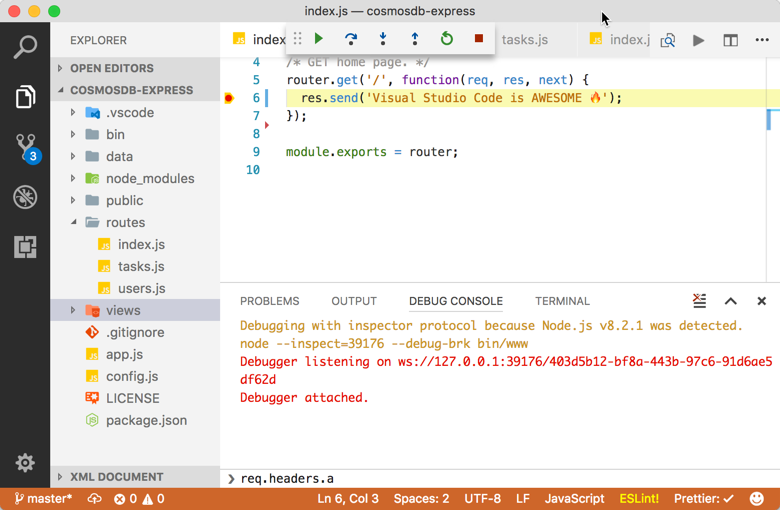 index.js — cosmosdb-express
EXPLORER
index
tasks.js
index.j
OPEN EDITORS
COSMOSDB-EXPRESS
.vscode
bin
data
node_modules
public
routes
index.js
tasks.js
users.js
views
.gitignore
app.js
config.js
LICENSE
package.json
XML DOCUMENT
3
4 /* GET home page. */
5 router.get('/', function(req, res, next) {
6 res.send('Visual Studio Code is AWESOME 🔥');
7 });
8
9 module.exports = router;
10
PROBLEMS OUTPUT DEBUG CONSOLE TERMINAL
Debugging with inspector protocol because Node.js v8.2.1 was detected.
node --inspect=39176 --debug-brk bin/www
Debugger listening on ws://127.0.0.1:39176/403d5b12-bf8a-443b-97c6-91d6ae5
df62d
Debugger attached.
req.headers.a
master* 0 0 Ln 6, Col 3 Spaces: 2 UTF-8 LF JavaScript ESLint! Prettier: ✓